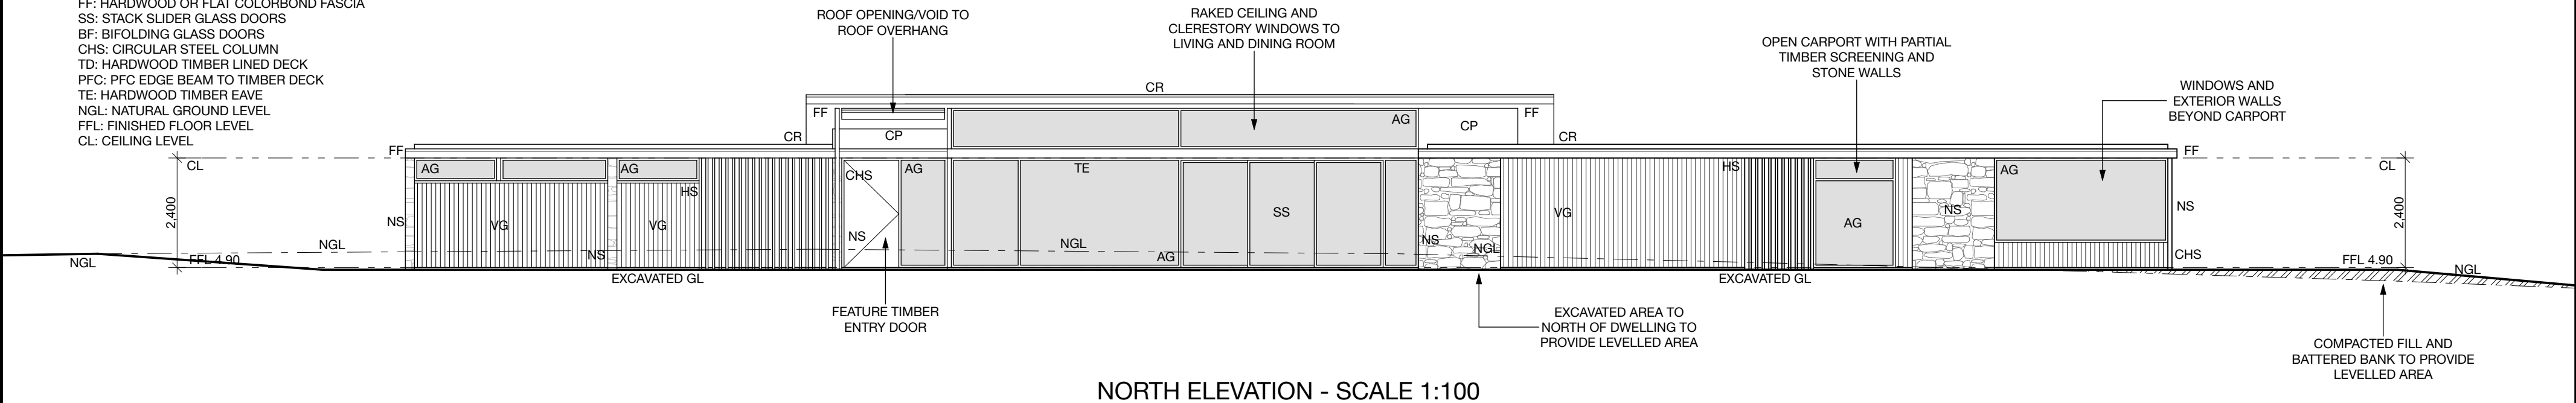 FF: HARDWOOD OR FLAT COLORBOND FASCIA
SS: STACK SLIDER GLASS DOORS
BF: BIFOLDING GLASS DOORS
CHS: CIRCULAR STEEL COLUMN
TD: HARDWOOD TIMBER LINED DECK
PFC: PFC EDGE BEAM TO TIMBER DECK
TE: HARDWOOD TIMBER EAVE
NGL: NATURAL GROUND LEVEL
FFL: FINISHED FLOOR LEVEL
CL: CEILING LEVEL
ROOF OPENING/VOID TO
ROOF OVERHANG
RAKED CEILING AND
CLERESTORY WINDOWS TO
LIVING AND DINING ROOM
OPEN CARPORT WITH PARTIAL
TIMBER SCREENING AND
STONE WALLS
WINDOWS AND
EXTERIOR WALLS
BEYOND CARPORT
CR
FF
FF
AG
CP
CP
CR
CR
FF
FF
CL
CL
AG
AG
CHS
AG
TE
HS
AG
HS
2,400
2,400
NS
VG
VG
NS
SS
VG
AG
NS
NS
NGL
NGL
NS
AG
NS
NGL
CHS
NGL
FFL 4.90
FFL 4.90
NGL
EXCAVATED GL
EXCAVATED GL
FEATURE TIMBER
ENTRY DOOR
EXCAVATED AREA TO
NORTH OF DWELLING TO
PROVIDE LEVELLED AREA
COMPACTED FILL AND
BATTERED BANK TO PROVIDE
LEVELLED AREA
NORTH ELEVATION - SCALE 1:100